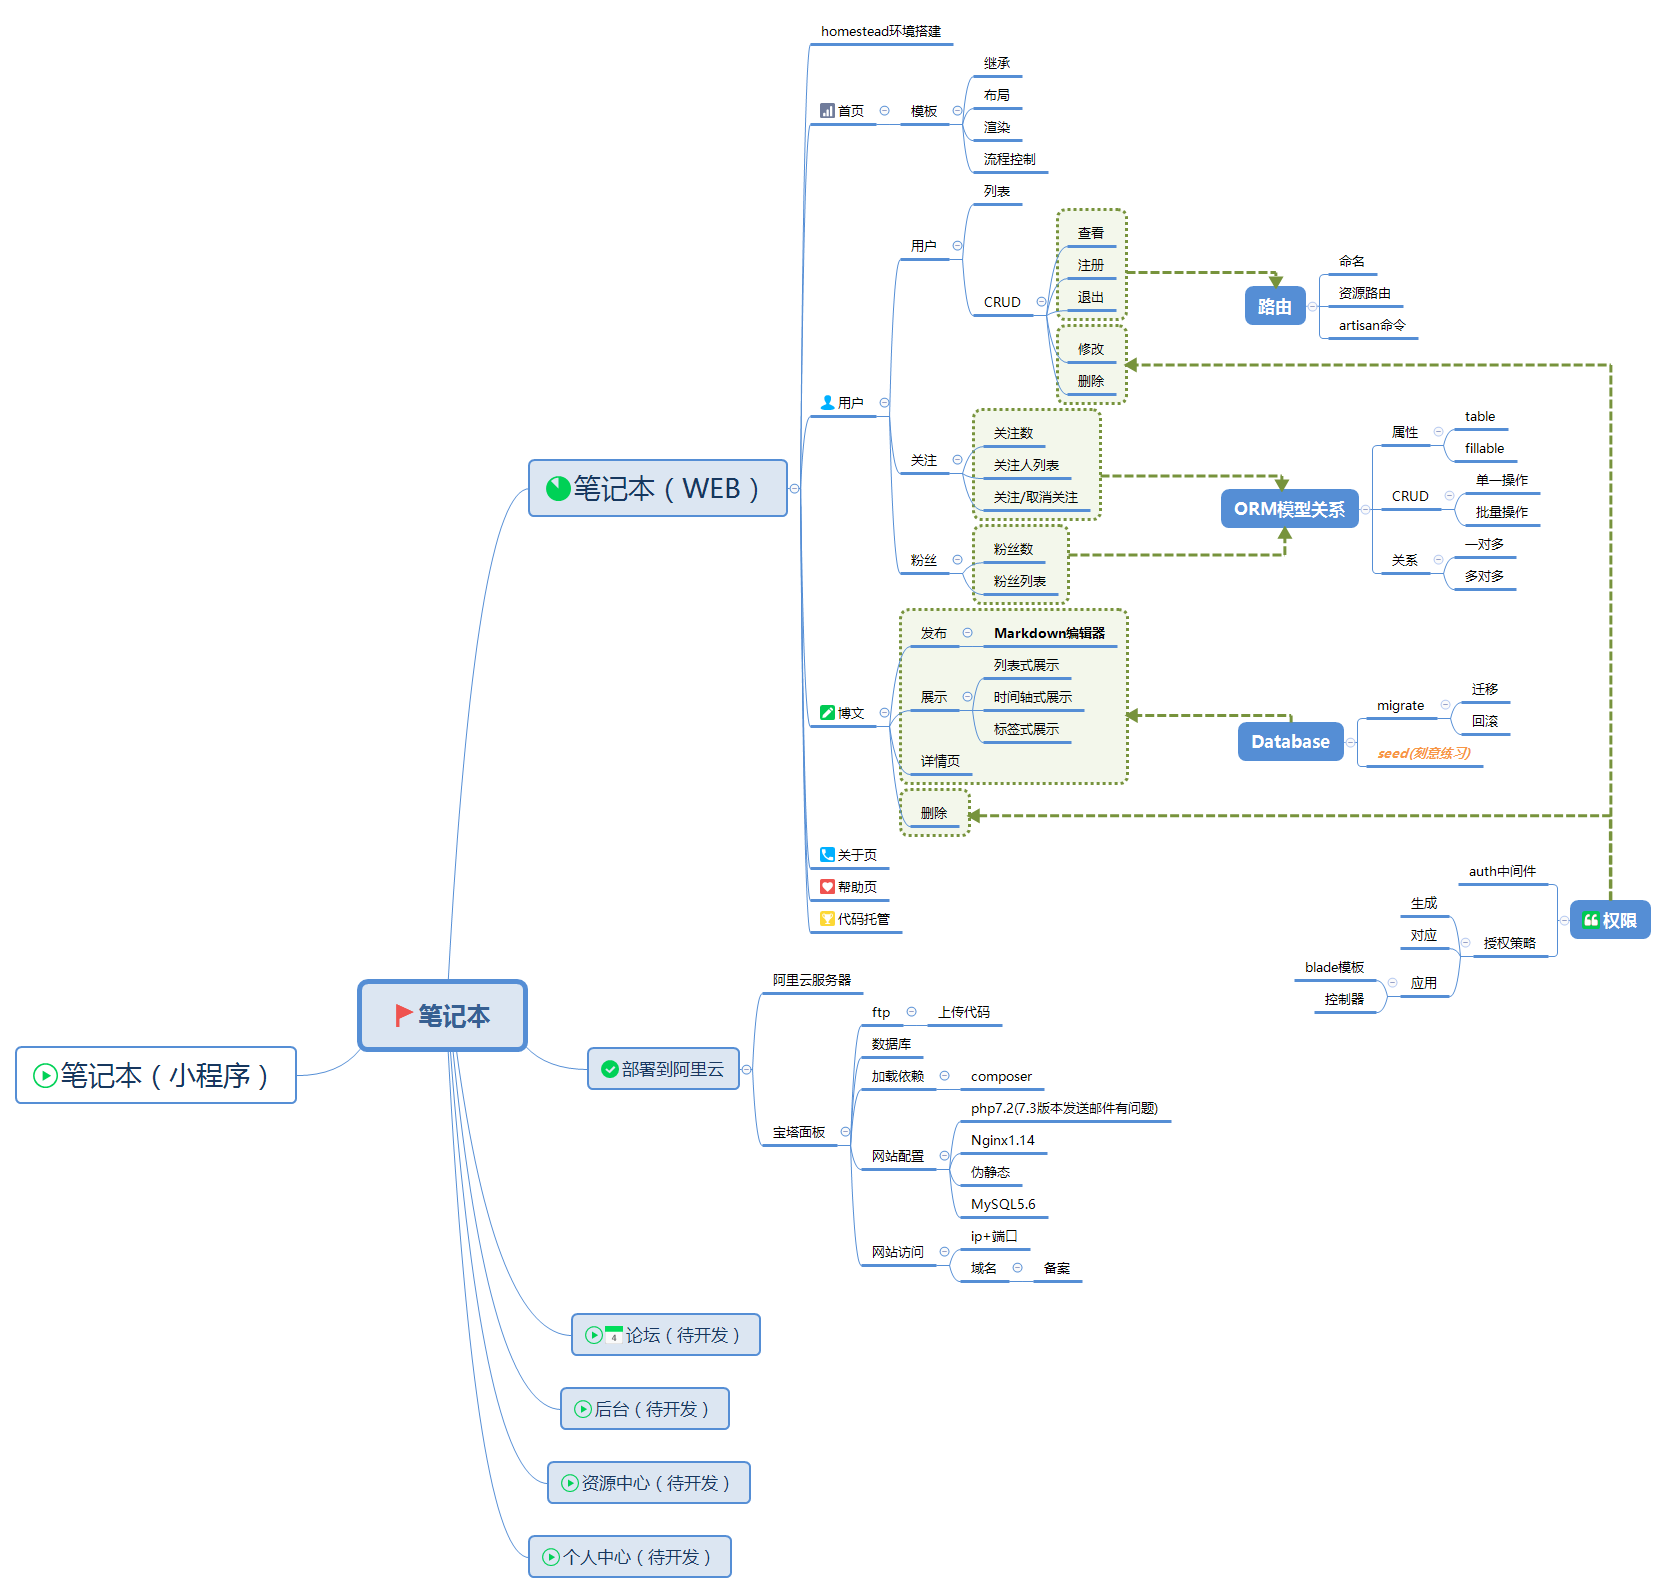 homestead环境搭建
首页
模板
继承
布局
渲染
流程控制
用户
用户
列表
CRUD
查看
注册
退出
修改
删除
路由
命名
资源路由
artisan命令
关注
关注数
关注人列表
关注/取消关注
粉丝
粉丝数
粉丝列表
ORM模型关系
属性
table
fillable
CRUD
单一操作
批量操作
关系
一对多
多对多
笔记本（WEB）
博文
发布
Markdown编辑器
展示
列表式展示
时间轴式展示
标签式展示
详情页
删除
Database
migrate
迁移
回滚
seed(刻意练习)
关于页
帮助页
代码托管
权限
auth中间件
授权策略
生成
对应
应用
blade模板
控制器
笔记本
笔记本（小程序）
部署到阿里云
阿里云服务器
宝塔面板
ftp
上传代码
数据库
加载依赖
composer
网站配置
php7.2(7.3版本发送邮件有问题)
Nginx1.14
伪静态
MySQL5.6
网站访问
ip+端口
域名
备案
4
论坛（待开发）
后台（待开发）
资源中心（待开发）
个人中心（待开发）